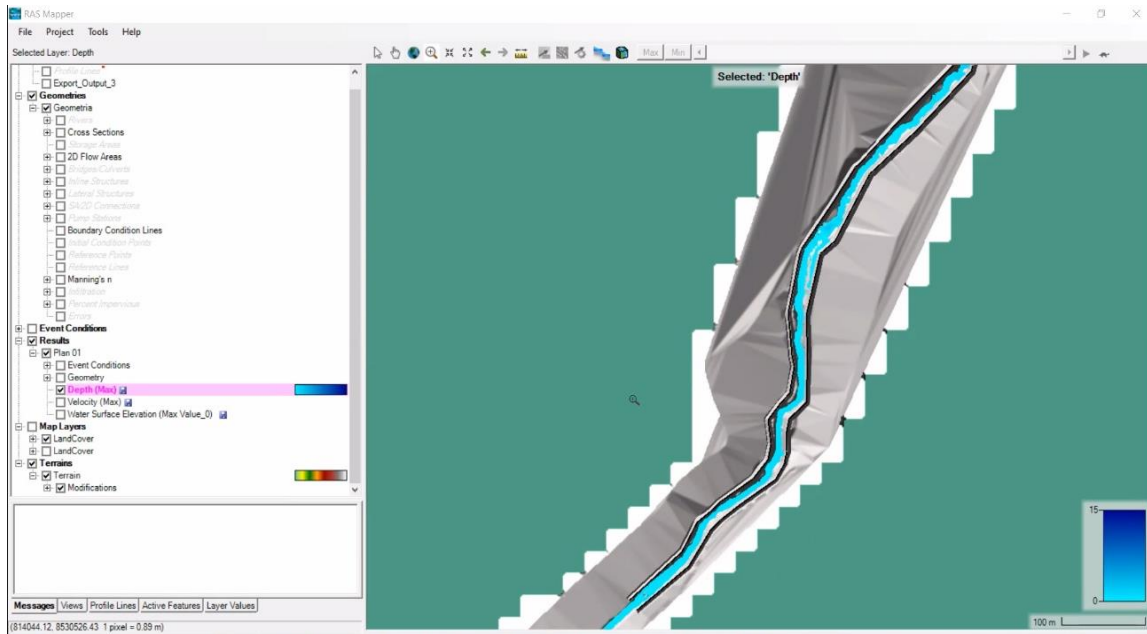 RAS Mapper
File Project Tools Help
Selected Layer: Depth
Max Min
Profile Lines
Export_Output_3
Geometries
Geometria
Rivers
Cross Sections
Storage Areas
2D Flow Areas
Bridges/Culverts
Inline Structures
Lateral Structures
SA/2D Connections
Pump Stations
Boundary Condition Lines
Initial Condition Points
Reference Points
Reference Lines
Manning's n
Infiltration
Percent Impervious
Errors
Event Conditions
Results
Plan 01
Event Conditions
Geometry
Depth (Max)
Velocity (Max)
Water Surface Elevation (Max Value_0)
Map Layers
LandCover
LandCover
Terrains
Terrain
Modifications
Selected: 'Depth'
15
0
100 m
Messages Views Profile Lines Active Features Layer Values
(814044.12, 8530526.43 1 pixel = 0.89 m)